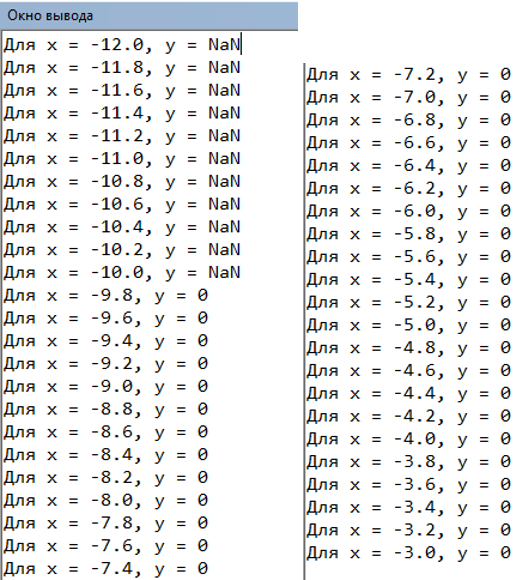 Окно вывода
Для x = -12.0, y = NaN
Для x = -11.8, y = NaN
Для x = -11.6, y = NaN
Для x = -11.4, y = NaN
Для x = -11.2, y = NaN
Для x = -11.0, y = NaN
Для x = -10.8, y = NaN
Для x = -10.6, y = NaN
Для x = -10.4, y = NaN
Для x = -10.2, y = NaN
Для x = -10.0, y = NaN
Для x = -9.8, y = 0
Для x = -9.6, y = 0
Для x = -9.4, y = 0
Для x = -9.2, y = 0
Для x = -9.0, y = 0
Для x = -8.8, y = 0
Для x = -8.6, y = 0
Для x = -8.4, y = 0
Для x = -8.2, y = 0
Для x = -8.0, y = 0
Для x = -7.8, y = 0
Для x = -7.6, y = 0
Для x = -7.4, y = 0
Для x = -7.2, y = 0
Для x = -7.0, y = 0
Для x = -6.8, y = 0
Для x = -6.6, y = 0
Для x = -6.4, y = 0
Для x = -6.2, y = 0
Для x = -6.0, y = 0
Для x = -5.8, y = 0
Для x = -5.6, y = 0
Для x = -5.4, y = 0
Для x = -5.2, y = 0
Для x = -5.0, y = 0
Для x = -4.8, y = 0
Для x = -4.6, y = 0
Для x = -4.4, y = 0
Для x = -4.2, y = 0
Для x = -4.0, y = 0
Для x = -3.8, y = 0
Для x = -3.6, y = 0
Для x = -3.4, y = 0
Для x = -3.2, y = 0
Для x = -3.0, y = 0